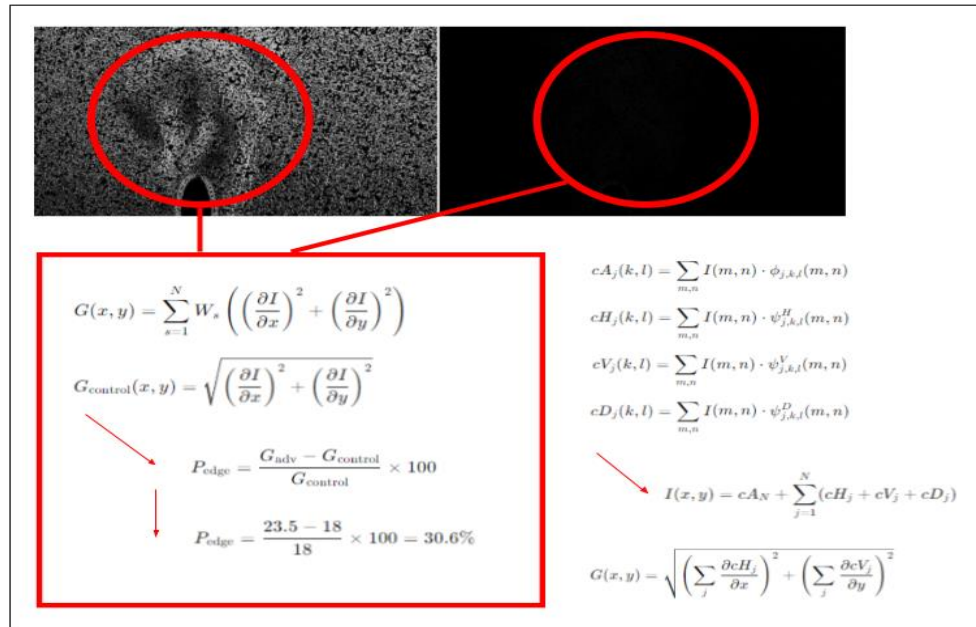 G(x, y) = \sum_{s=1}^{N} W_s \left( \left( \frac{\partial I}{\partial x} \right)^2 + \left( \frac{\partial I}{\partial y} \right)^2 \right)
G_{\text{control}}(x, y) = \sqrt{ \left( \frac{\partial I}{\partial x} \right)^2 + \left( \frac{\partial I}{\partial y} \right)^2 }
P_{\text{edge}} = \frac{G_{\text{adv}} - G_{\text{control}}}{G_{\text{control}}} \times 100
P_{\text{edge}} = \frac{23.5 - 18}{18} \times 100 = 30.6\%
cA_j(k, l) = \sum_{m,n} I(m, n) \cdot \phi_{j,k,l}(m, n)
cH_j(k, l) = \sum_{m,n} I(m, n) \cdot \psi^H_{j,k,l}(m, n)
cV_j(k, l) = \sum_{m,n} I(m, n) \cdot \psi^V_{j,k,l}(m, n)
cD_j(k, l) = \sum_{m,n} I(m, n) \cdot \psi^D_{j,k,l}(m, n)
I(x, y) = cA_N + \sum_{j=1}^{N} (cH_j + cV_j + cD_j)
G(x, y) = \sqrt{ \left( \sum_j \frac{\partial cH_j}{\partial x} \right)^2 + \left( \sum_j \frac{\partial cV_j}{\partial y} \right)^2 }